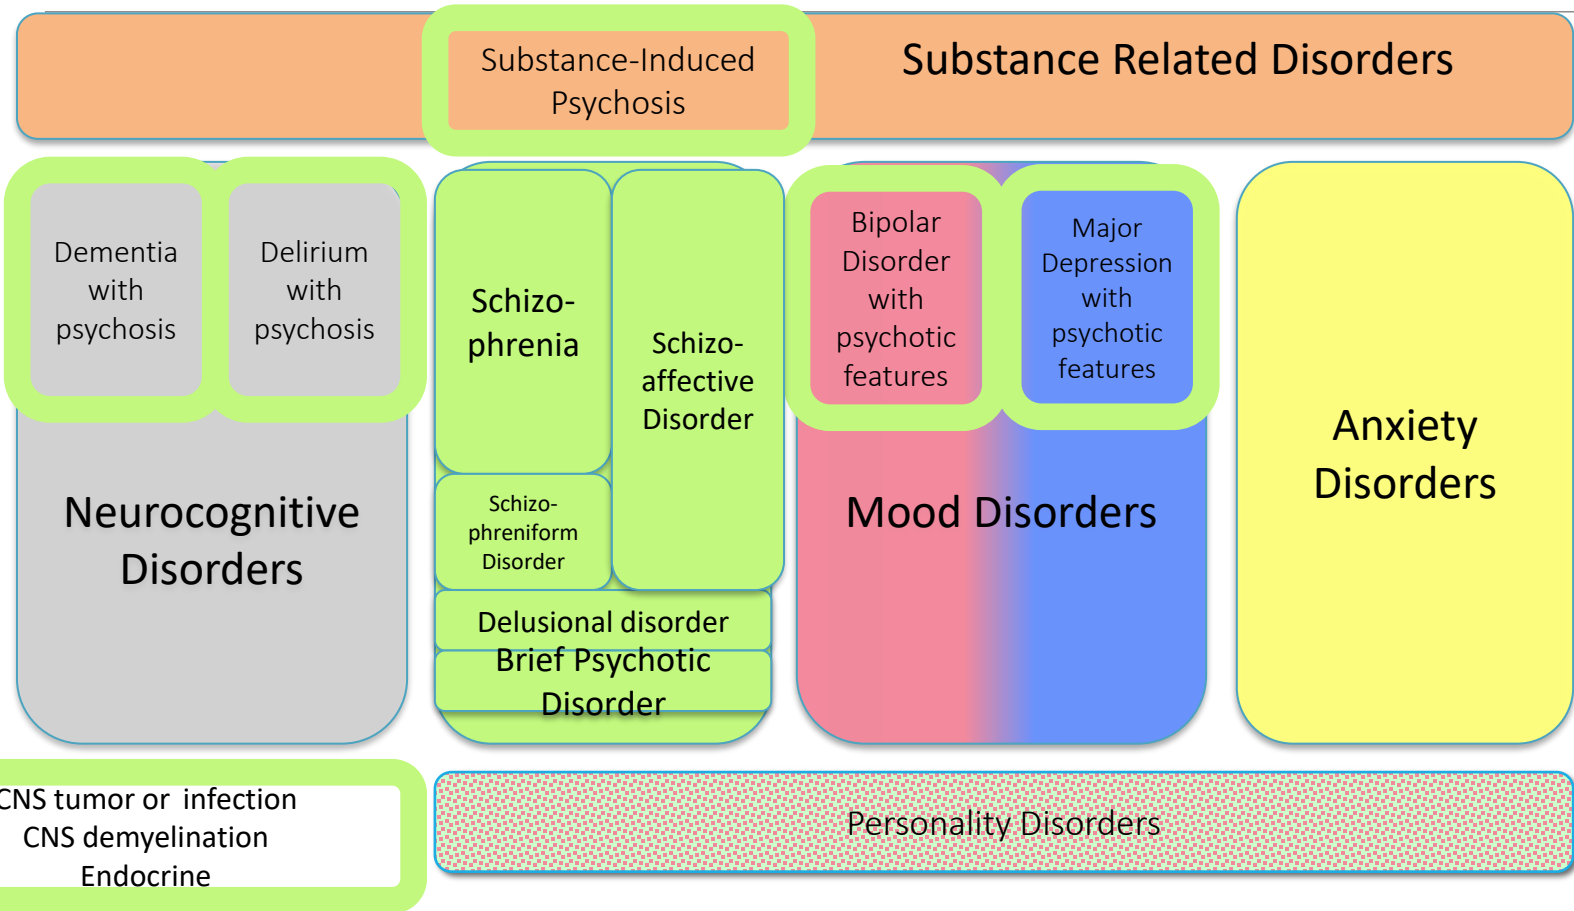 Substance-Induced
Psychosis
Substance Related Disorders
Dementia
with
psychosis
Delirium
with
psychosis
Neurocognitive
Disorders
Schizo-
phrenia
Schizo-
affective
Disorder
Schizo-
phreniform
Disorder
Delusional disorder
Brief Psychotic
Disorder
Bipolar
Disorder
with
psychotic
features
Major
Depression
with
psychotic
features
Mood Disorders
Anxiety
Disorders
CNS tumor or infection
CNS demyelination
Endocrine
Personality Disorders